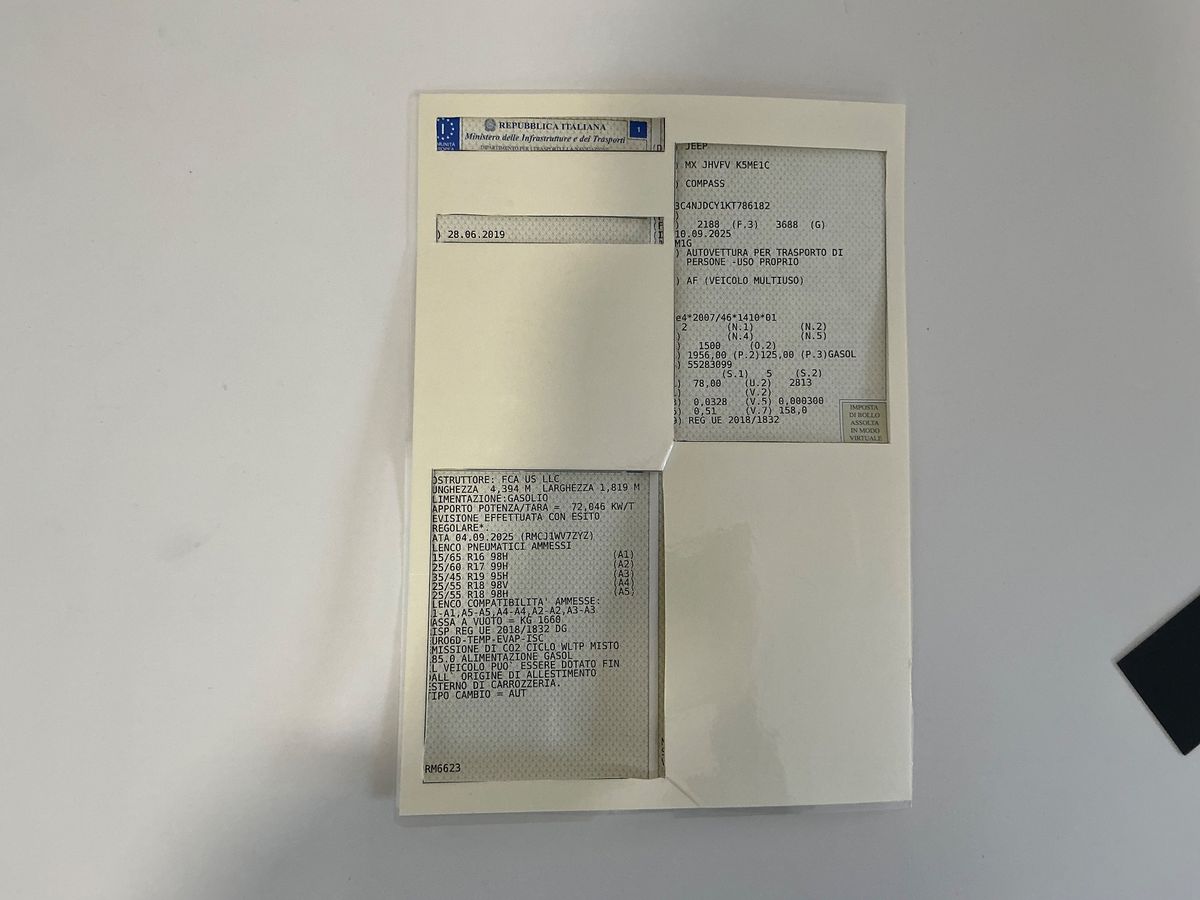 REPUBBLICA ITALIANA
1
I
Ministero delle Infrastrutture e dei Trasporti
DIPARTIMENTO PER I TRASPORTI E LA NAVIGAZIONE
) 28.06.2019
JEEP
) MX JHVFV K5ME1C
) COMPASS
3C4NJDCY1KT786182
)
) 2188 (F.3) 3688 (G)
10.09.2025
M1G
) AUTOVETTURA PER TRASPORTO DI
PERSONE -USO PROPRIO
) AF (VEICOLO MULTIUSO)
e4*2007/46*1410*01
2 (N.1) (N.2)
) (N.4) (N.5)
) 1500 (O.2)
) 1956,00 (P.2)125,00 (P.3)GASOL
) 55283099
(S.1) 5 (S.2)
) 78,00 (U.2) 2813
) (V.2)
) 0,0328 (V.5) 0,000300
) 0,51 (V.7) 158,0
) REG UE 2018/1832
IMPOSTA
DI BOLLO
ASSOLTA
IN MODO
VIRTUALE
OSTRUTTORE: FCA US LLC
UNGHEZZA 4,394 M LARGHEZZA 1,819 M
LIMENTAZIONE:GASOLIO
APPORTO POTENZA/TARA = 72,046 KW/T
EVISIONE EFFETTUATA CON ESITO
REGOLARE*.
ATA 04.09.2025 (RMCJ1WV7ZYZ)
LENCO PNEUMATICI AMMESSI
15/65 R16 98H (A1)
25/60 R17 99H (A2)
35/45 R19 95H (A3)
25/55 R18 98V (A4)
25/55 R18 98H (A5)
LENCO COMPATIBILITA' AMMESSE:
1-A1,A5-A5,A4-A4,A2-A2,A3-A3
ASSA A VUOTO = KG 1660
ISP REG UE 2018/1832 DG
URO6D-TEMP-EVAP-ISC
MISSIONE DI CO2 CICLO WLTP MISTO
85.0 ALIMENTAZIONE GASOL
L VEICOLO PUO` ESSERE DOTATO FIN
ALL` ORIGINE DI ALLESTIMENTO
STERNO DI CARROZZERIA.
IPO CAMBIO = AUT
RM6623